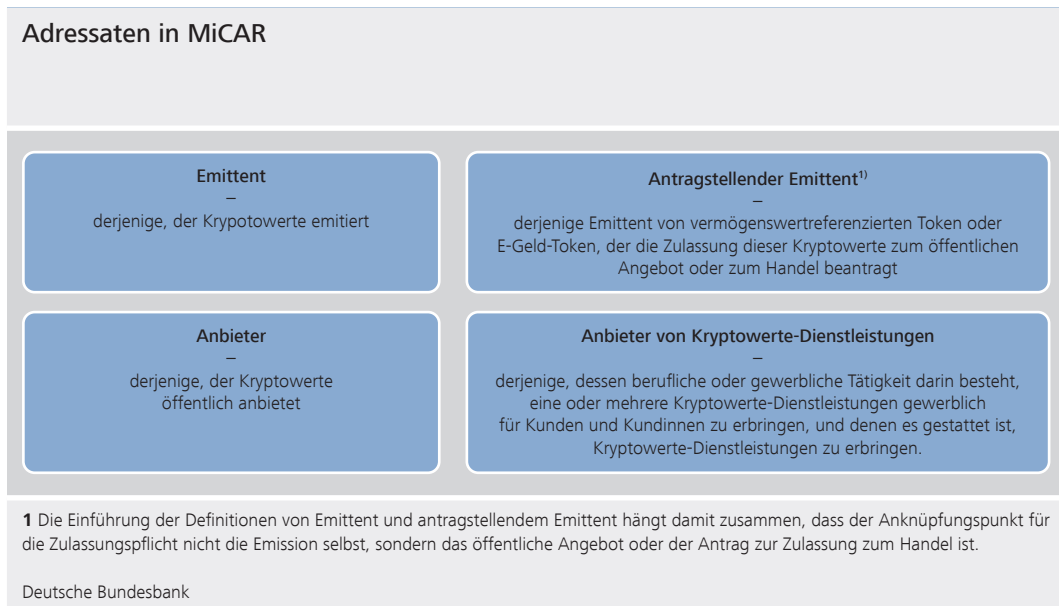 Adressaten in MiCAR
Emittent
–
derjenige, der Krypotowerte emitiert
Antragstellender Emittent1)
–
derjenige Emittent von vermögenswertreferenzierten Token oder
E-Geld-Token, der die Zulassung dieser Kryptowerte zum öffentlichen
Angebot oder zum Handel beantragt
Anbieter
–
derjenige, der Kryptowerte
öffentlich anbietet
Anbieter von Kryptowerte-Dienstleistungen
–
derjenige, dessen berufliche oder gewerbliche Tätigkeit darin besteht,
eine oder mehrere Kryptowerte-Dienstleistungen gewerblich
für Kunden und Kundinnen zu erbringen, und denen es gestattet ist,
Kryptowerte-Dienstleistungen zu erbringen.
1 Die Einführung der Definitionen von Emittent und antragstellendem Emittent hängt damit zusammen, dass der Anknüpfungspunkt für
die Zulassungspflicht nicht die Emission selbst, sondern das öffentliche Angebot oder der Antrag zur Zulassung zum Handel ist.
Deutsche Bundesbank